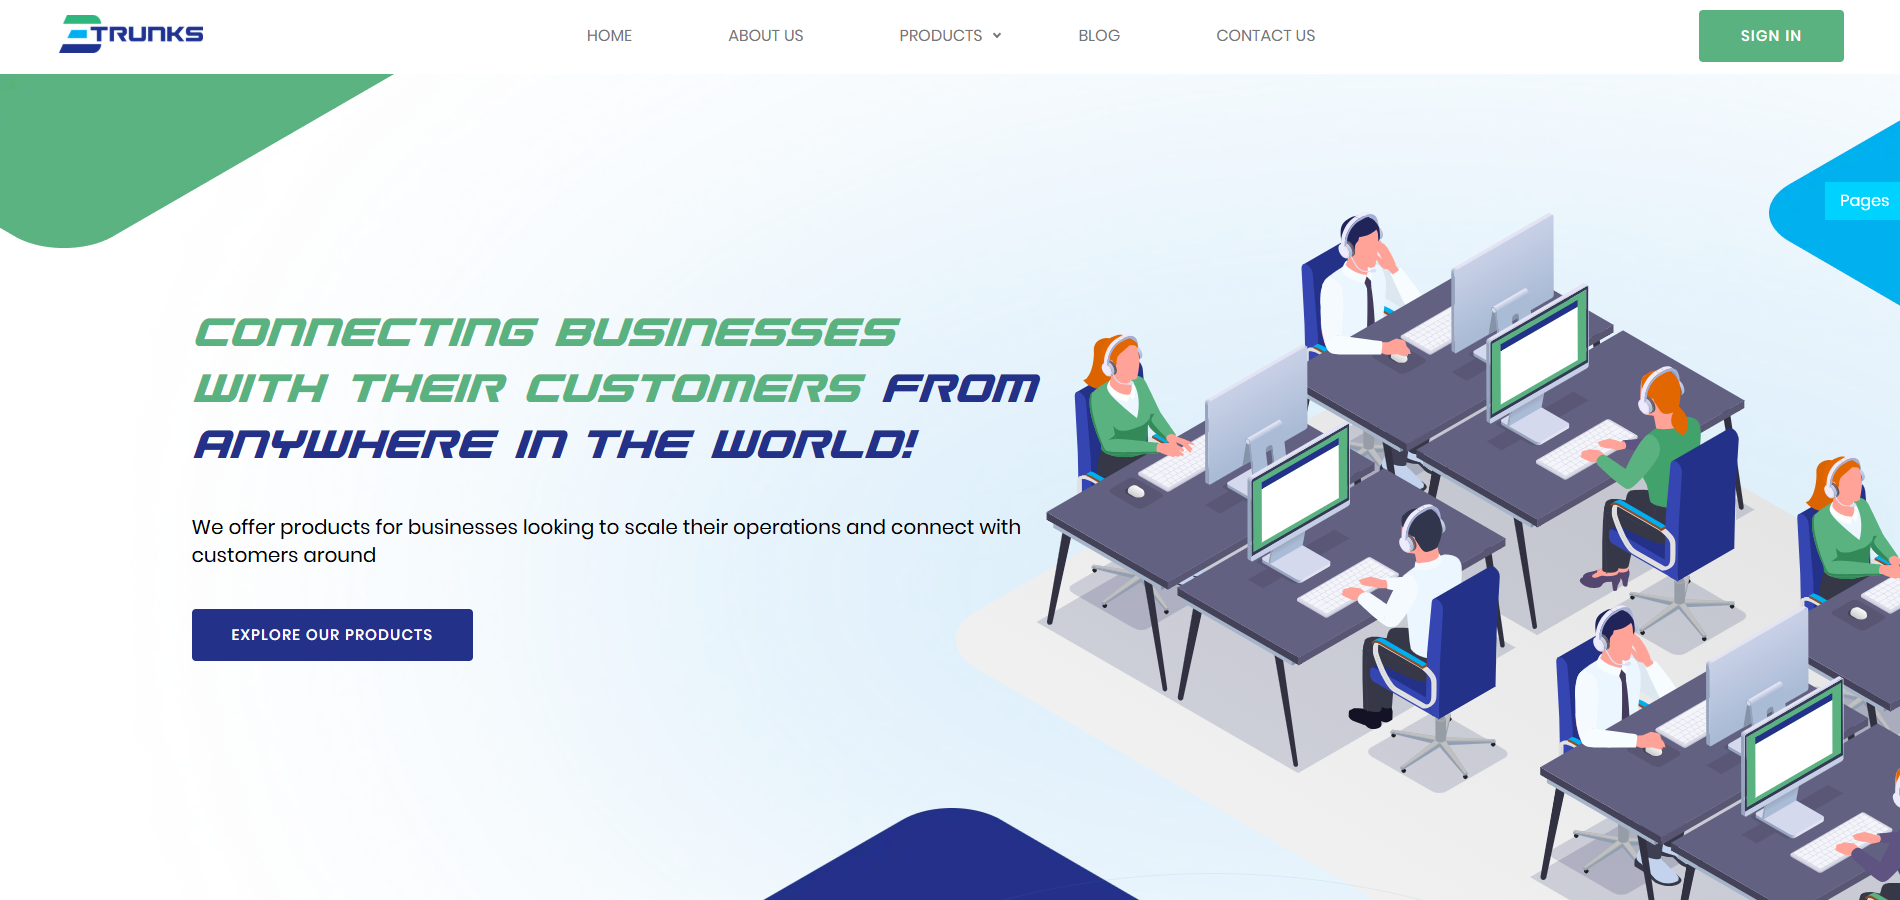 TRUNKS
HOME
ABOUT US
PRODUCTS
BLOG
CONTACT US
SIGN IN
Pages
CONNECTING BUSINESSES
WITH THEIR CUSTOMERS FROM
ANYWHERE IN THE WORLD!
We offer products for businesses looking to scale their operations and connect with
customers around
EXPLORE OUR PRODUCTS